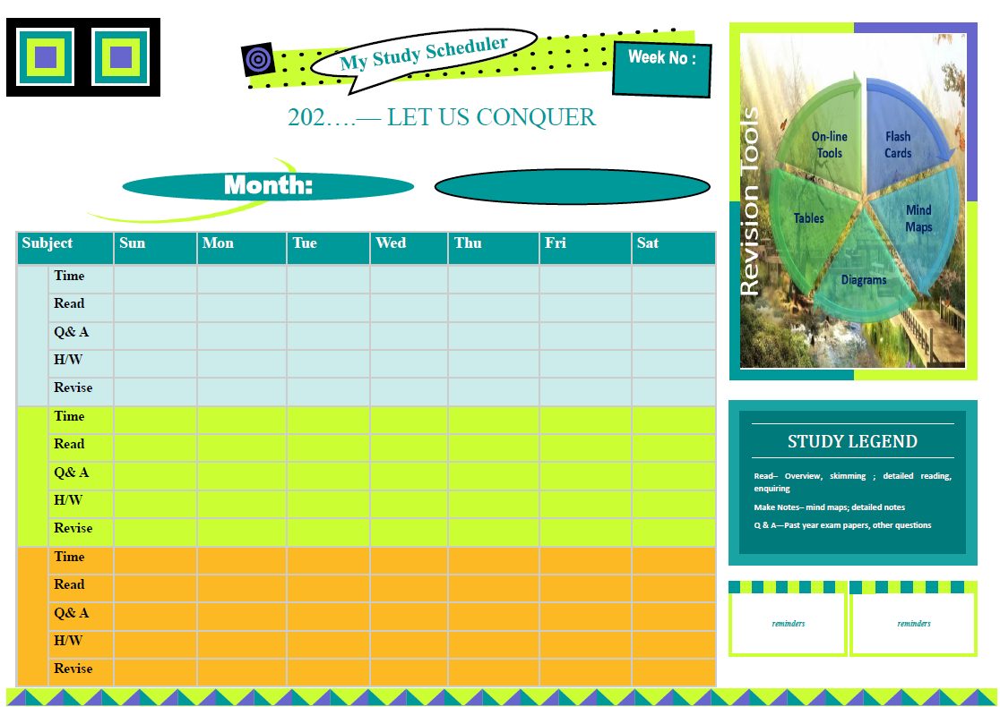 My Study Scheduler
Week No :
202….— LET US CONQUER
Month:
Subject Sun Mon Tue Wed Thu Fri Sat
Time
Read
Q& A
H/W
Revise
Time
Read
Q& A
H/W
Revise
Time
Read
Q& A
H/W
Revise
Revision Tools
On-line
Tools
Flash
Cards
Tables
Mind
Maps
Diagrams
STUDY LEGEND
Read– Overview, skimming ; detailed reading,
enquiring
Make Notes– mind maps; detailed notes
Q & A—Past year exam papers, other questions
reminders
reminders